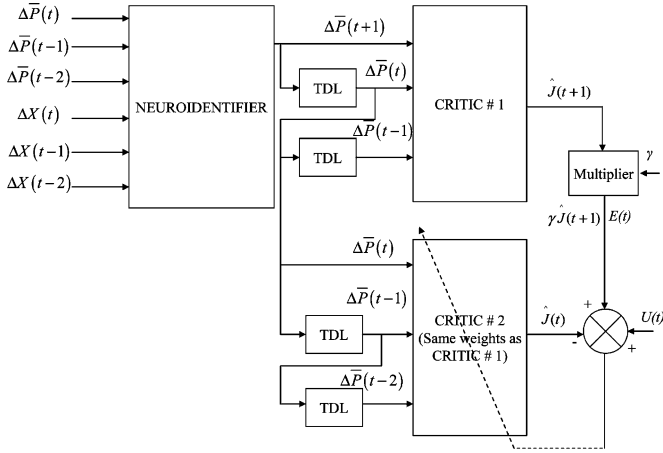 ΔP̅(t)
ΔP̅(t−1)
ΔP̅(t−2)
ΔX(t)
ΔX(t−1)
ΔX(t−2)
NEUROIDENTIFIER
ΔP̅(t+1)
TDL
ΔP̅(t)
TDL
ΔP̅(t−1)
CRITIC # 1
Ĵ(t+1)
Multiplier
γ
γĴ(t+1)
E(t)
ΔP̅(t)
TDL
ΔP̅(t−1)
TDL
ΔP̅(t−2)
CRITIC # 2
(Same weights as
CRITIC # 1)
Ĵ(t)
+
-
+
U(t)